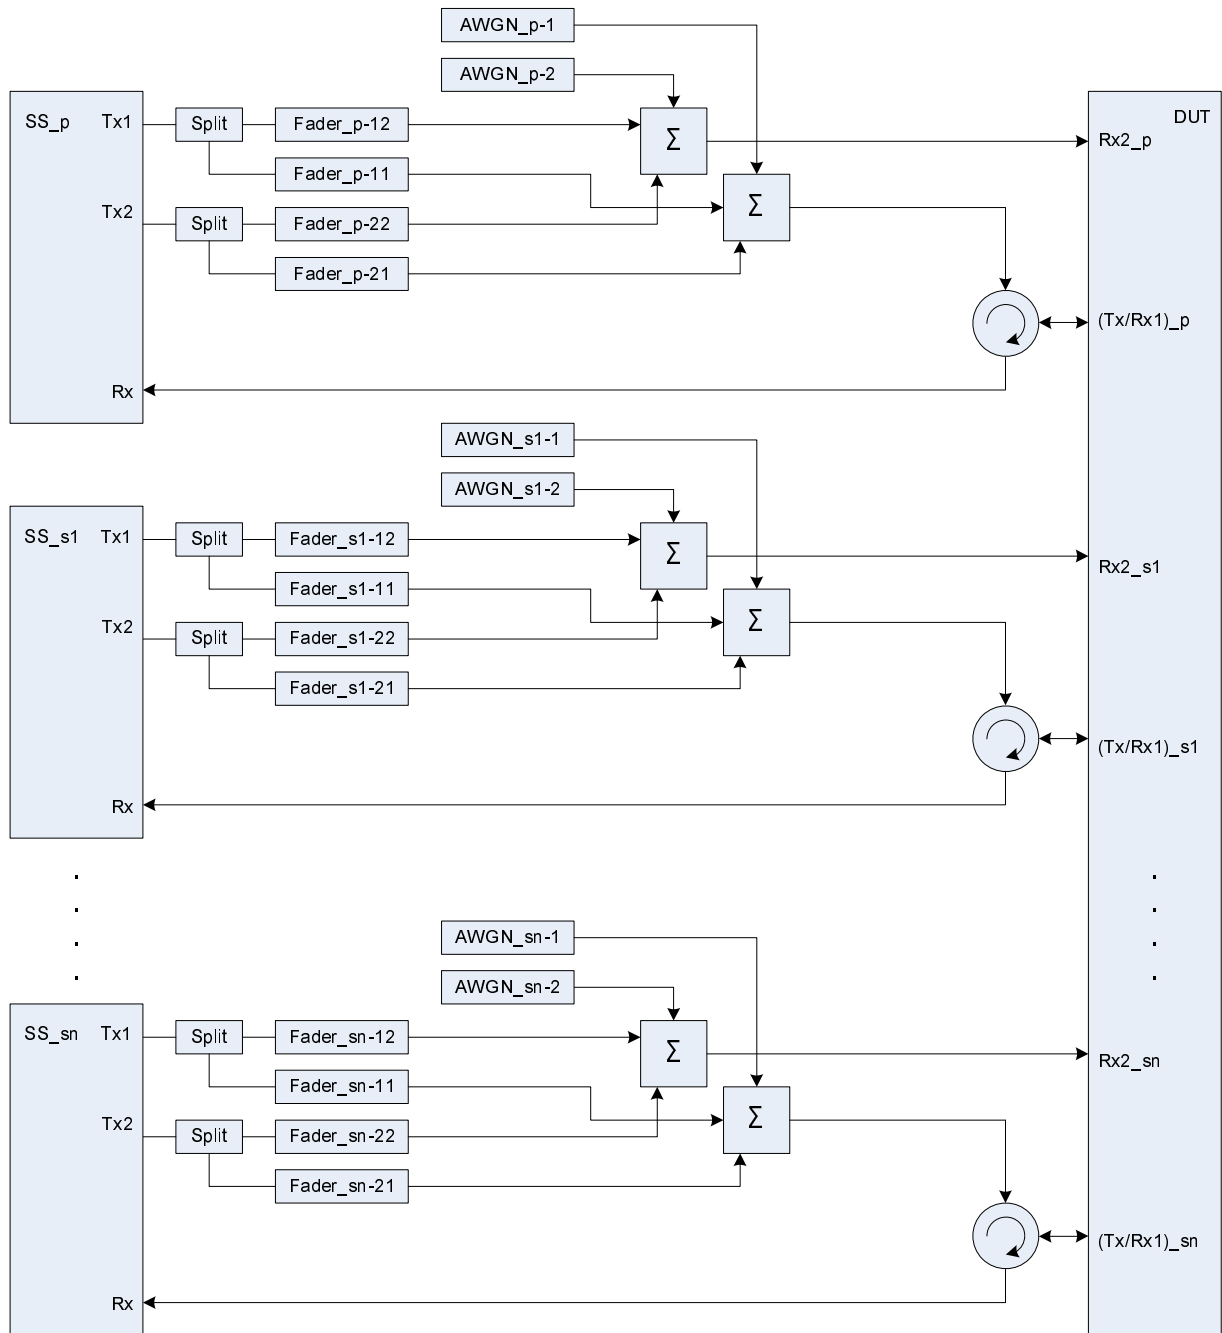 AWGN_p-1
AWGN_p-2
SS_p Tx1 Split Fader_p-12 Σ DUT
Rx2_p
Fader_p-11
Tx2 Split Fader_p-22 Σ
Fader_p-21
(Tx/Rx1)_p
Rx
AWGN_s1-1
AWGN_s1-2
SS_s1 Tx1 Split Fader_s1-12 Σ
Rx2_s1
Fader_s1-11
Tx2 Split Fader_s1-22 Σ
Fader_s1-21
(Tx/Rx1)_s1
Rx
AWGN_sn-1
AWGN_sn-2
SS_sn Tx1 Split Fader_sn-12 Σ
Rx2_sn
Fader_sn-11
Tx2 Split Fader_sn-22 Σ
Fader_sn-21
(Tx/Rx1)_sn
Rx